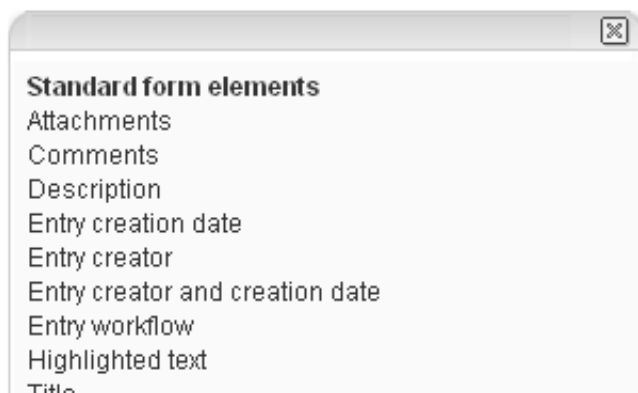 Standard form elements
Attachments
Comments
Description
Entry creation date
Entry creator
Entry creator and creation date
Entry workflow
Highlighted text
Title